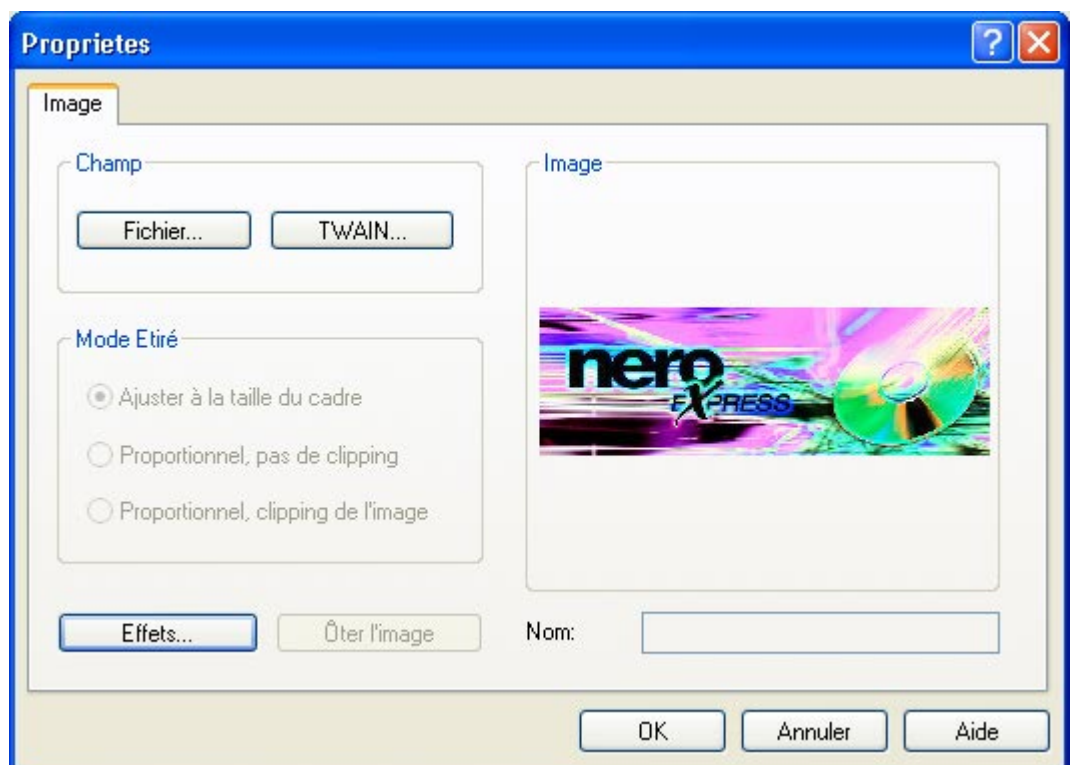 Proprietes
Image
Champ
Fichier...
TWAIN...
Mode Etiré
Ajuster à la taille du cadre
Proportionnel, pas de clipping
Proportionnel, clipping de l'image
Effets...
Ôter l'image
Image
nero
EXPRESS
Nom:
OK
Annuler
Aide